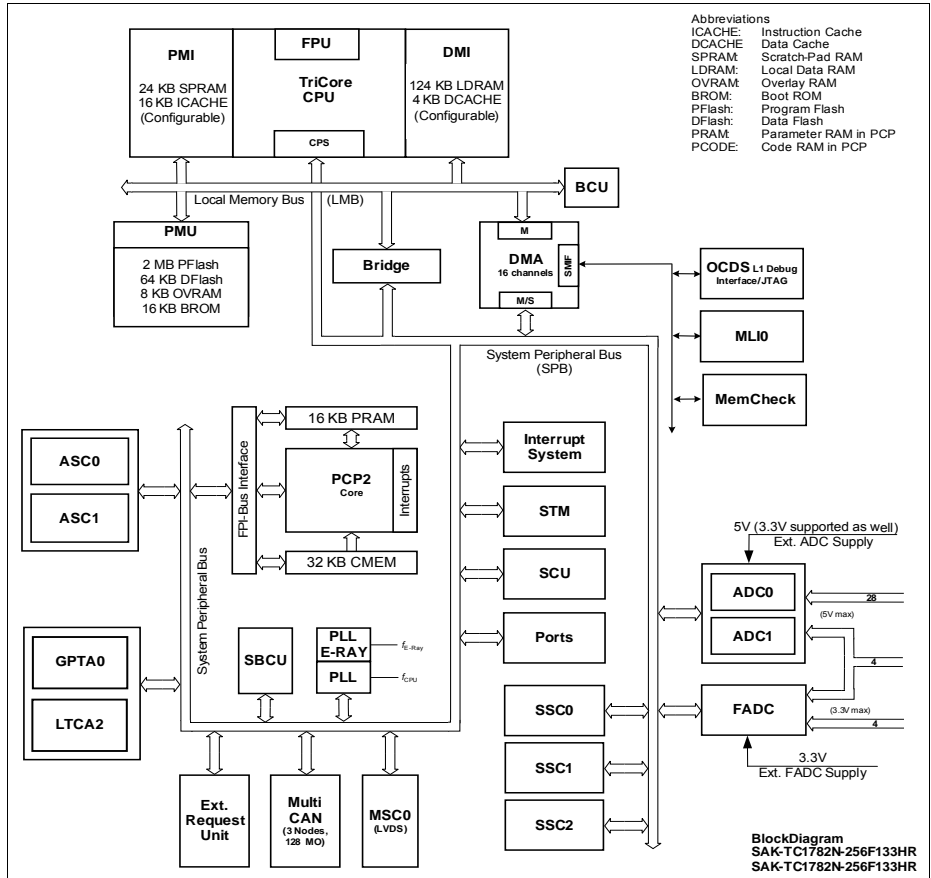 Abbreviations
ICACHE: Instruction Cache
DCACHE Data Cache
SPRAM: Scratch-Pad RAM
LDRAM: Local Data RAM
OVRAM: Overlay RAM
BROM: Boot ROM
PFlash: Program Flash
DFlash: Data Flash
PRAM: Parameter RAM in PCP
PCODE: Code RAM in PCP
PMI
24 KB SPRAM
16 KB ICACHE
(Configurable)
FPU
TriCore
CPU
CPS
DMI
124 KB LDRAM
4 KB DCACHE
(Configurable)
BCU
Local Memory Bus (LMB)
PMU
2 MB PFlash
64 KB DFlash
8 KB OVRAM
16 KB BROM
Bridge
M
DMA
16 channels
SMIF
M/S
OCDS L1 Debug
Interface/JTAG
MLI0
MemCheck
System Peripheral Bus
(SPB)
ASC0
ASC1
FPI-Bus Interface
16 KB PRAM
PCP2
Core
Interrupts
32 KB CMEM
Interrupt
System
STM
SCU
Ports
5V (3.3V supported as well)
Ext. ADC Supply
ADC0
28
(5V max)
ADC1
4
System Peripheral Bus
GPTA0
LTCA2
SBCU
PLL
E-RAY
fE-Ray
PLL
fCPU
SSC0
SSC1
SSC2
FADC
(3.3V max)
4
3.3V
Ext. FADC Supply
Ext.
Request
Unit
Multi
CAN
(3 Nodes,
128 MO)
MSC0
(LVDS)
BlockDiagram
SAK-TC1782N-256F133HR
SAK-TC1782N-256F133HR